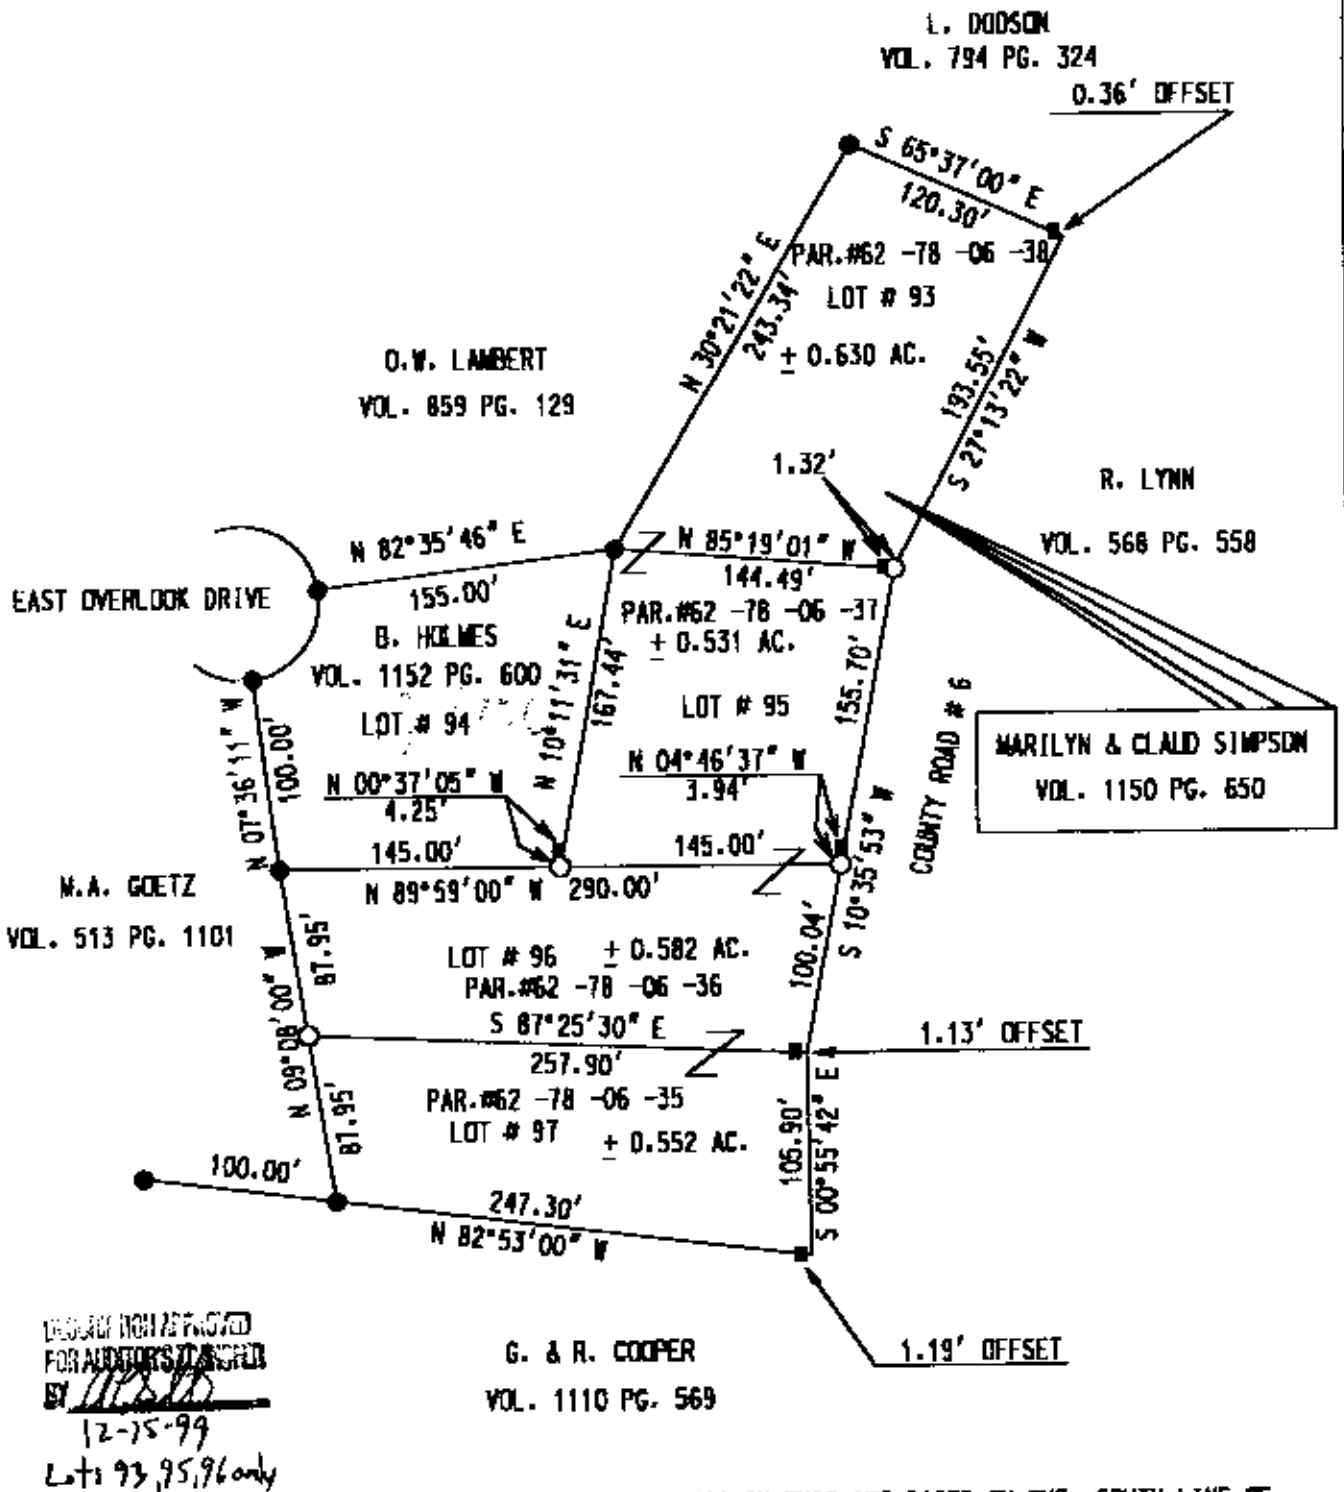 L. DODSON
VOL. 794 PG. 324
0.36' OFFSET
S 65°37'00" E
120.30'
PAR.#62 -78 -06 -38
LOT # 93
± 0.630 AC.
N 30°21'22" E
243.34'
193.55'
S 27°13'22" W
O.W. LAMBERT
VOL. 859 PG. 129
1.32'
R. LYNN
VOL. 568 PG. 558
N 82°35'46" E
155.00'
N 85°19'01" W
144.49'
EAST OVERLOOK DRIVE
B. HOLMES
VOL. 1152 PG. 600
LOT # 94
PAR.#62 -78 -06 -37
± 0.531 AC.
LOT # 95
N 10°11'31" E
167.44'
155.70'
COUNTY ROAD # 6
MARILYN & CLAUD SIMPSON
VOL. 1150 PG. 650
N 07°36'11" W
100.00'
N 00°37'05" W
4.25'
N 04°46'37" W
3.94'
145.00'
145.00'
N 89°59'00" W
290.00'
S 10°35'53" W
100.04'
M.A. GOETZ
VOL. 513 PG. 1101
87.95'
N 09°08'00" W
87.95'
LOT # 96
± 0.582 AC.
PAR.#62 -78 -06 -36
S 87°25'30" E
257.90'
1.13' OFFSET
PAR.#62 -78 -06 -35
LOT # 97
± 0.552 AC.
105.90'
S 00°55'42" E
100.00'
247.30'
N 82°53'00" W
1.19' OFFSET
G. & R. COOPER
VOL. 1110 PG. 569
APPROVED
FOR AUDITOR'S TRANSFER
BY
12-15-99
Lots 93,95,96 only
SOUTH LINE OF